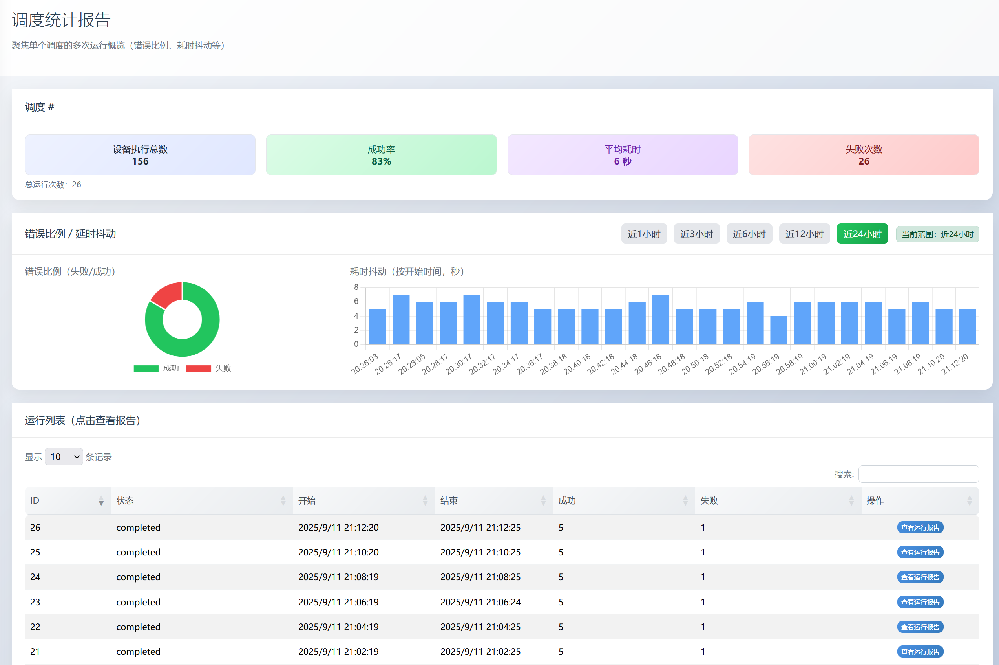 调度统计报告
聚焦单个调度的多次运行概览（错误比例、耗时抖动等）
调度 #
设备执行总数
156
成功率
83%
平均耗时
6 秒
失败次数
26
总运行次数：26
错误比例 / 延时抖动
近1小时 近3小时 近6小时 近12小时 近24小时 当前范围：近24小时
错误比例（失败/成功）
成功 失败
耗时抖动（按开始时间，秒）
8
6
4
2
0
20:26:03 20:26:17 20:28:05 20:28:17 20:30:17 20:32:17 20:34:17 20:36:17 20:38:18 20:40:18 20:42:18 20:44:18 20:46:18 20:48:18 20:50:18 20:52:18 20:54:19 20:56:19 20:58:19 21:00:19 21:02:19 21:04:19 21:06:19 21:08:19 21:10:20 21:12:20
运行列表（点击查看报告）
显示 10 条记录
搜索:
ID 状态 开始 结束 成功 失败 操作
26 completed 2025/9/11 21:12:20 2025/9/11 21:12:25 5 1 查看运行报告
25 completed 2025/9/11 21:10:20 2025/9/11 21:10:25 5 1 查看运行报告
24 completed 2025/9/11 21:08:19 2025/9/11 21:08:25 5 1 查看运行报告
23 completed 2025/9/11 21:06:19 2025/9/11 21:06:24 5 1 查看运行报告
22 completed 2025/9/11 21:04:19 2025/9/11 21:04:25 5 1 查看运行报告
21 completed 2025/9/11 21:02:19 2025/9/11 21:02:25 5 1 查看运行报告